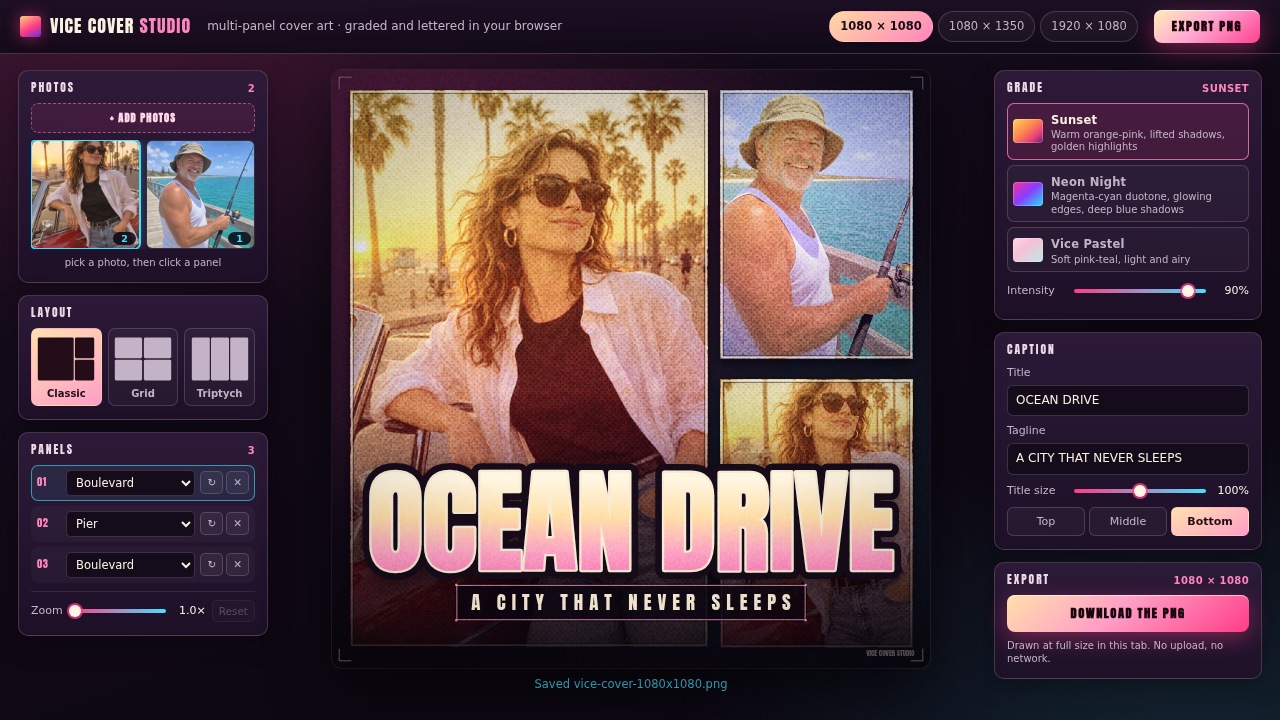 VICE COVER STUDIO
multi-panel cover art · graded and lettered in your browser
1080 × 1080
1080 × 1350
1920 × 1080
EXPORT PNG
PHOTOS
2
+ ADD PHOTOS
2
1
pick a photo, then click a panel
LAYOUT
Classic
Grid
Triptych
PANELS
3
01
Boulevard
↻
✕
02
Pier
↻
✕
03
Boulevard
↻
✕
Zoom
1.0×
Reset
OCEAN DRIVE
A CITY THAT NEVER SLEEPS
VICE COVER STUDIO
Saved vice-cover-1080x1080.png
GRADE
SUNSET
Sunset
Warm orange-pink, lifted shadows,
golden highlights
Neon Night
Magenta-cyan duotone, glowing
edges, deep blue shadows
Vice Pastel
Soft pink-teal, light and airy
Intensity
90%
CAPTION
Title
OCEAN DRIVE
Tagline
A CITY THAT NEVER SLEEPS
Title size
100%
Top
Middle
Bottom
EXPORT
1080 × 1080
DOWNLOAD THE PNG
Drawn at full size in this tab. No upload, no
network.